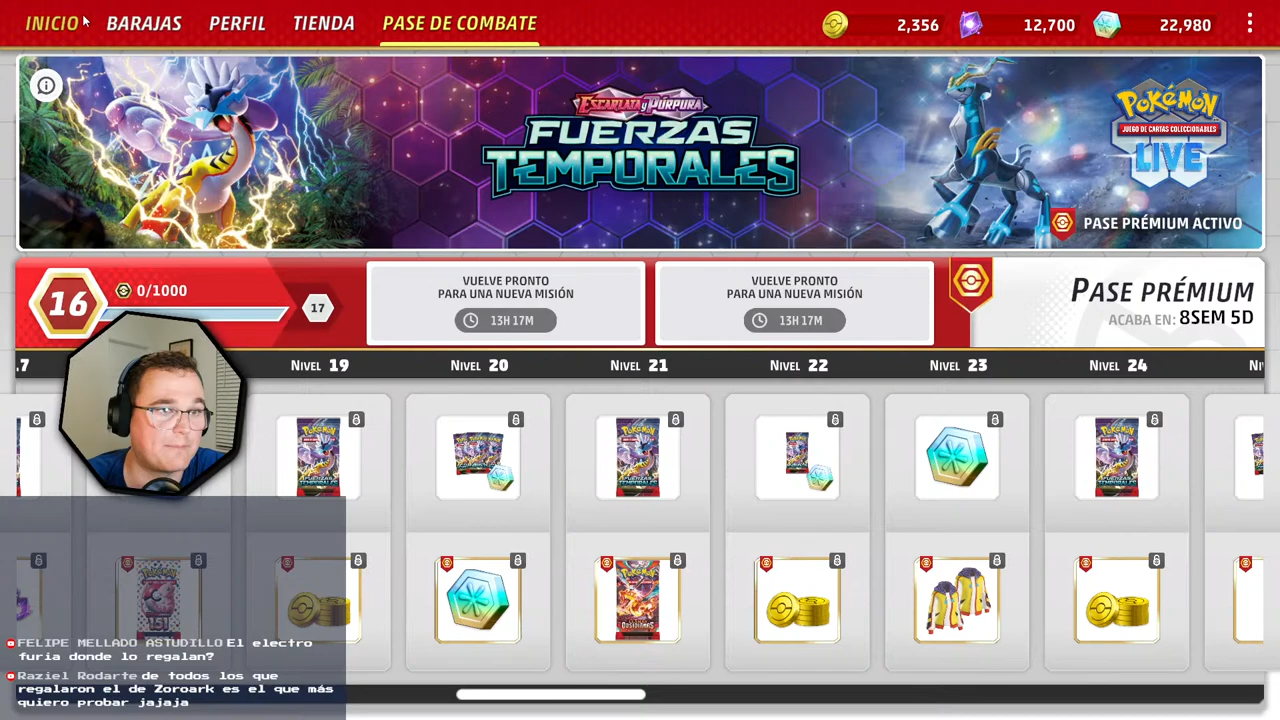 INICIO BARAJAS PERFIL TIENDA PASE DE COMBATE 2,356 12,700 22,980
ESCARLATA Y PÚRPURA
FUERZAS
TEMPORALES
POKÉMON
JUEGO DE CARTAS COLECCIONABLES
LIVE
PASE PRÉMIUM ACTIVO
16
0/1000
17
VUELVE PRONTO
PARA UNA NUEVA MISIÓN
13H 17M
VUELVE PRONTO
PARA UNA NUEVA MISIÓN
13H 17M
PASE PRÉMIUM
ACABA EN: 8SEM 5D
.7 NIVEL 19 NIVEL 20 NIVEL 21 NIVEL 22 NIVEL 23 NIVEL 24 NI
151
FELIPE MELLADO ASTUDILLO El electro
furia donde lo regalan?
Raziel Rodarte de todos los que
regalaron el de Zoroark es el que más
quiero probar jajaja